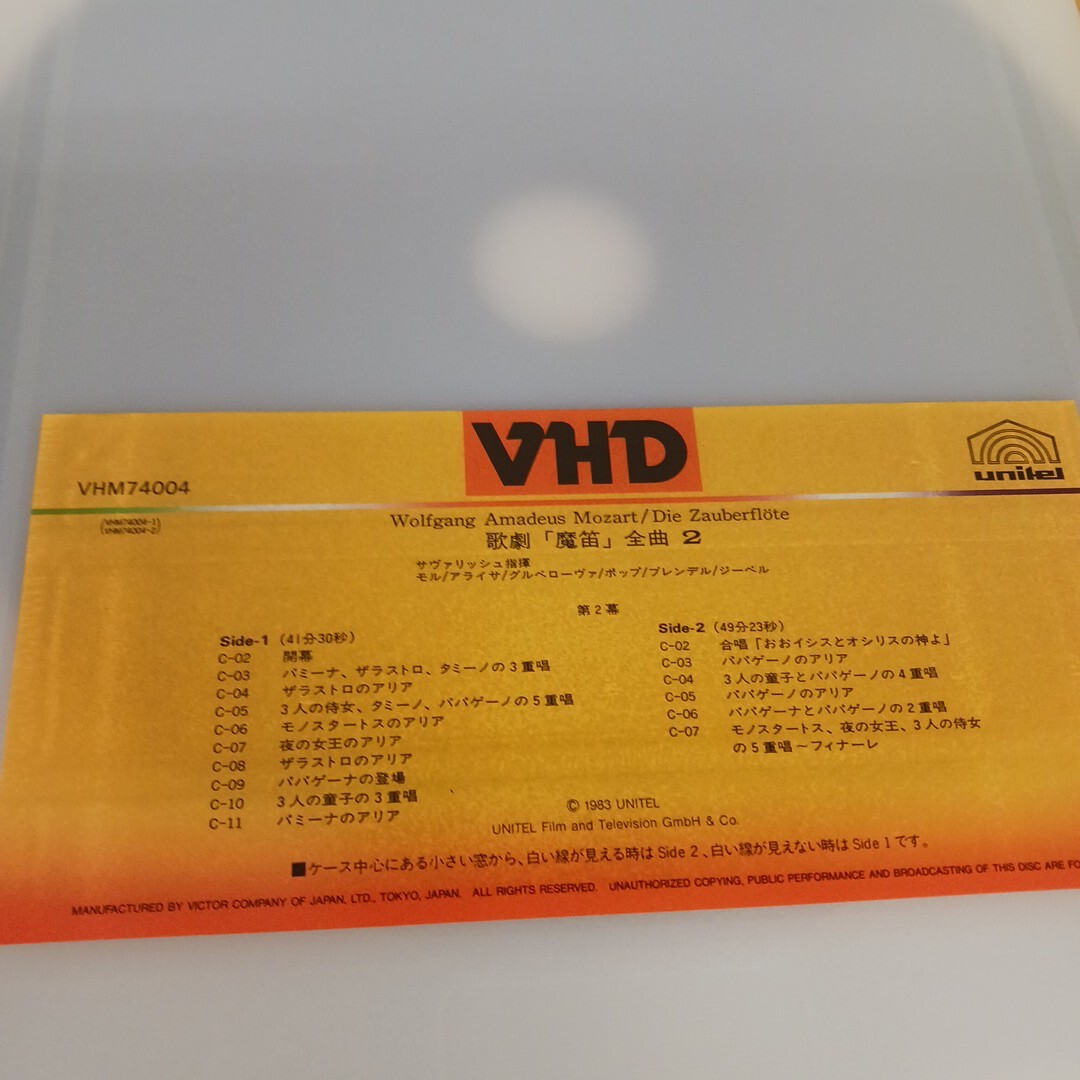 VHD
unitel
VHM74004
(VHM74004-1)
(VHM74004-2)
Wolfgang Amadeus Mozart/Die Zauberflöte
歌劇「魔笛」全曲 2
サヴァリッシュ指揮
モル/アライサ/グルベローヴァ/ポップ/ブレンデル/ジーベル
第2幕
Side-1 (41分30秒)
C-02 開幕
C-03 パミーナ、ザラストロ、タミーノの3重唱
C-04 ザラストロのアリア
C-05 3人の侍女、タミーノ、パパゲーノの5重唱
C-06 モノスタートスのアリア
C-07 夜の女王のアリア
C-08 ザラストロのアリア
C-09 パパゲーナの登場
C-10 3人の童子の3重唱
C-11 パミーナのアリア
Side-2 (49分23秒)
C-02 合唱「おおイシスとオシリスの神よ」
C-03 パパゲーノのアリア
C-04 3人の童子とパパゲーノの4重唱
C-05 パパゲーノのアリア
C-06 パパゲーナとパパゲーノの2重唱
C-07 モノスタートス、夜の女王、3人の侍女
の5重唱～フィナーレ
© 1983 UNITEL
UNITEL Film and Television GmbH & Co.
■ケース中心にある小さい窓から、白い線が見える時はSide 2、白い線が見えない時はSide 1です。
MANUFACTURED BY VICTOR COMPANY OF JAPAN, LTD., TOKYO, JAPAN. ALL RIGHTS RESERVED. UNAUTHORIZED COPYING, PUBLIC PERFORMANCE AND BROADCASTING OF THIS DISC ARE FO